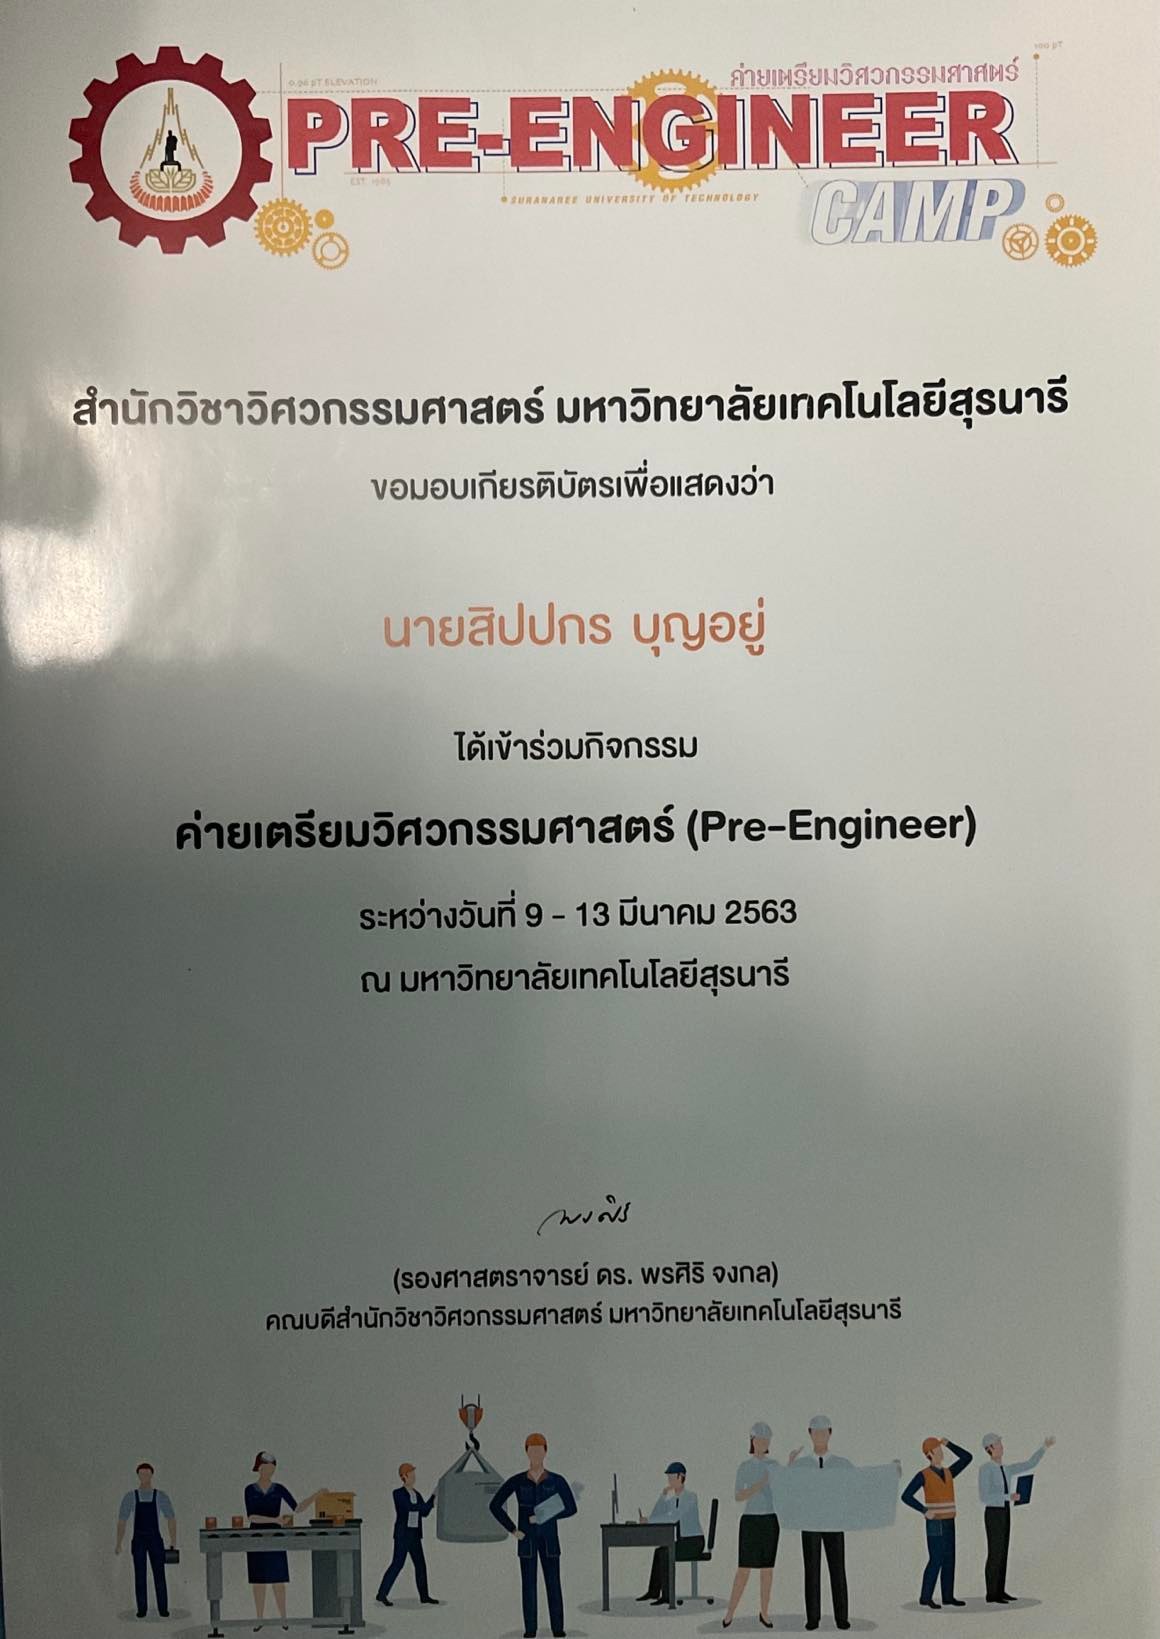 0.96 pT ELEVATION
100 pT
ค่ายเตรียมวิศวกรรมศาสตร์
PRE-ENGINEER
EST. 1985
SURANAREE UNIVERSITY OF TECHNOLOGY
CAMP
สำนักวิชาวิศวกรรมศาสตร์ มหาวิทยาลัยเทคโนโลยีสุรนารี
ขอมอบเกียรติบัตรเพื่อแสดงว่า
นายสิปปกร บุญอยู่
ได้เข้าร่วมกิจกรรม
ค่ายเตรียมวิศวกรรมศาสตร์ (Pre-Engineer)
ระหว่างวันที่ 9 - 13 มีนาคม 2563
ณ มหาวิทยาลัยเทคโนโลยีสุรนารี
(รองศาสตราจารย์ ดร. พรศิริ จงกล)
คณบดีสำนักวิชาวิศวกรรมศาสตร์ มหาวิทยาลัยเทคโนโลยีสุรนารี